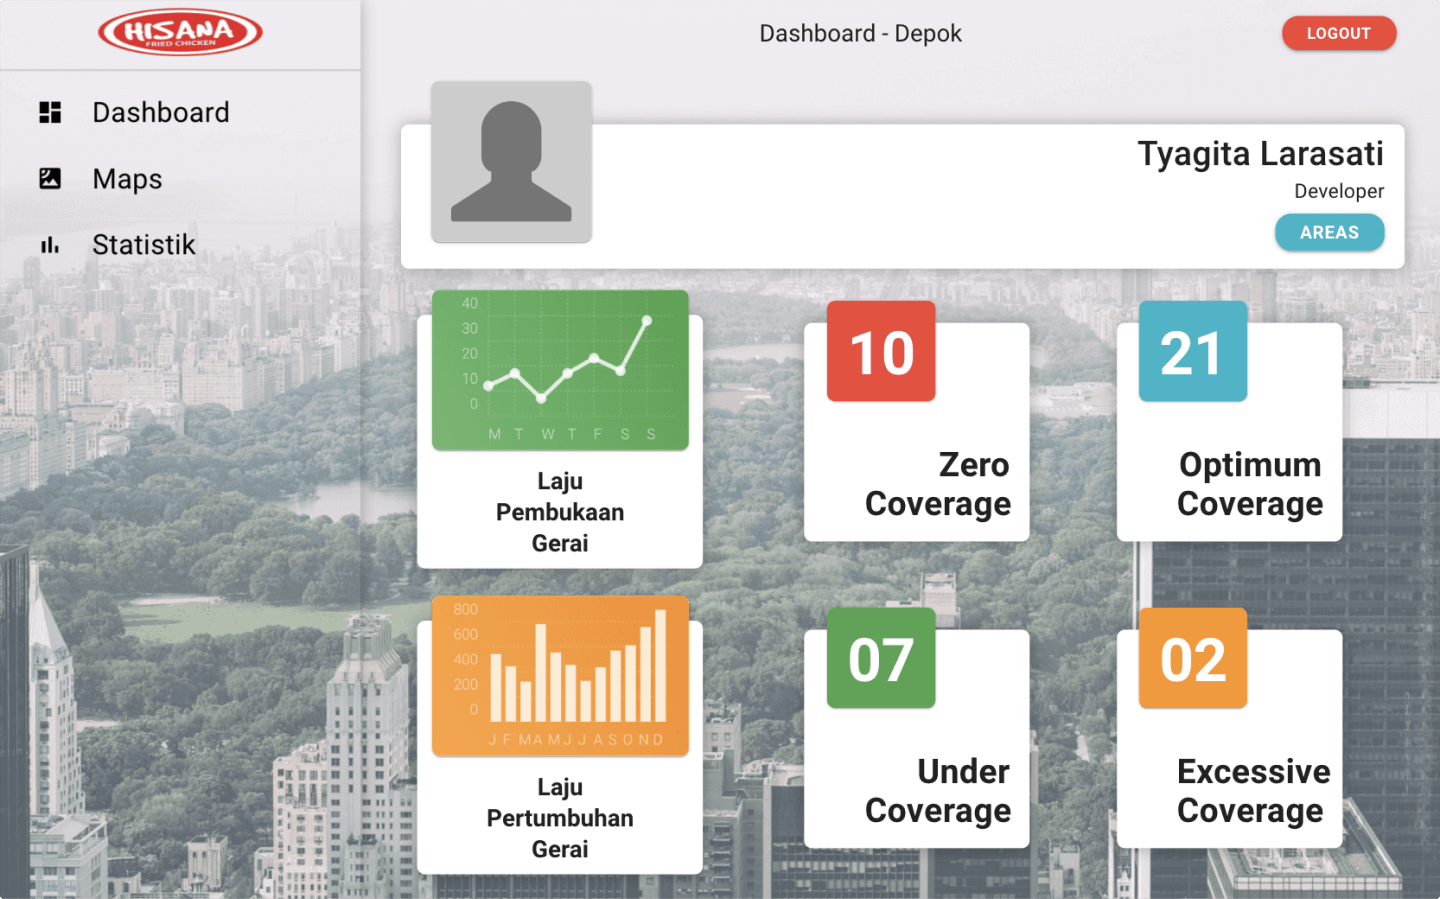 HISANA
FRIED CHICKEN
Dashboard - Depok
LOGOUT
Dashboard
Maps
Statistik
Tyagita Larasati
Developer
AREAS
40
30
20
10
0
M T W T F S S
Laju
Pembukaan
Gerai
10
Zero
Coverage
21
Optimum
Coverage
800
600
400
200
0
J F M A M J J A S O N D
Laju
Pertumbuhan
Gerai
07
Under
Coverage
02
Excessive
Coverage